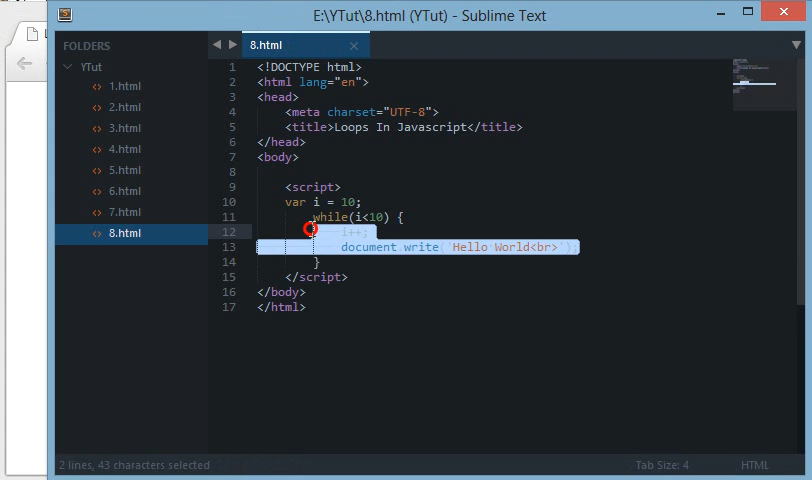 E:\YTut\8.html (YTut) - Sublime Text
FOLDERS
YTut
1.html
2.html
3.html
4.html
5.html
6.html
7.html
8.html
8.html
1 <!DOCTYPE html>
2 <html lang="en">
3 <head>
4 <meta charset="UTF-8">
5 <title>Loops In Javascript</title>
6 </head>
7 <body>
8
9 <script>
10 var i = 10;
11 while(i<10) {
12 i++;
13 document.write('Hello World<br>');
14 }
15 </script>
16 </body>
17 </html>
2 lines, 43 characters selected
Tab Size: 4
HTML